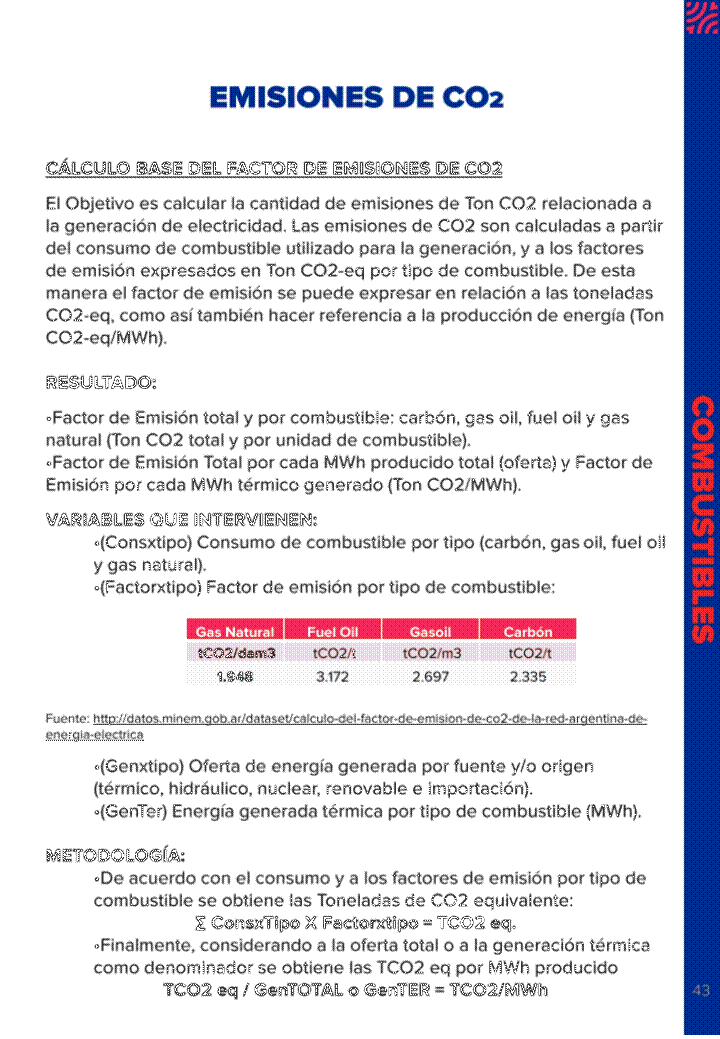 EMISIONES DE CO2
CÁLCULO BASE DEL FACTOR DE EMISIONES DE CO2
El Objetivo es calcular la cantidad de emisiones de Ton CO2 relacionada a
la generación de electricidad. Las emisiones de CO2 son calculadas a partir
del consumo de combustible utilizado para la generación, y a los factores
de emisión expresados en Ton CO2-eq por tipo de combustible. De esta
manera el factor de emisión se puede expresar en relación a las toneladas
CO2-eq, como así también hacer referencia a la producción de energía (Ton
CO2-eq/MWh).
RESULTADO:
•Factor de Emisión total y por combustible: carbón, gas oil, fuel oil y gas
natural (Ton CO2 total y por unidad de combustible).
•Factor de Emisión Total por cada MWh producido total (oferta) y Factor de
Emisión por cada MWh térmico generado (Ton CO2/MWh).
VARIABLES QUE INTERVIENEN:
•(Consxtipo) Consumo de combustible por tipo (carbón, gas oil, fuel oil
y gas natural).
•(Factorxtipo) Factor de emisión por tipo de combustible:
Gas Natural Fuel Oil Gasoil Carbón
tCO2/dam3 tCO2/t tCO2/m3 tCO2/t
1.948 3.172 2.697 2.335
Fuente: http://datos.minem.gob.ar/dataset/calculo-del-factor-de-emision-de-co2-de-la-red-argentina-de-
energia-electrica
•(Genxtipo) Oferta de energía generada por fuente y/o origen
(térmico, hidráulico, nuclear, renovable e importación).
•(GenTer) Energía generada térmica por tipo de combustible (MWh).
METODOLOGÍA:
•De acuerdo con el consumo y a los factores de emisión por tipo de
combustible se obtiene las Toneladas de CO2 equivalente:
∑ ConsxTipo X Factorxtipo = TCO2 eq.
•Finalmente, considerando a la oferta total o a la generación térmica
como denominador se obtiene las TCO2 eq por MWh producido
TCO2 eq / GenTOTAL o GenTER = TCO2/MWh
COMBUSTIBLES
43